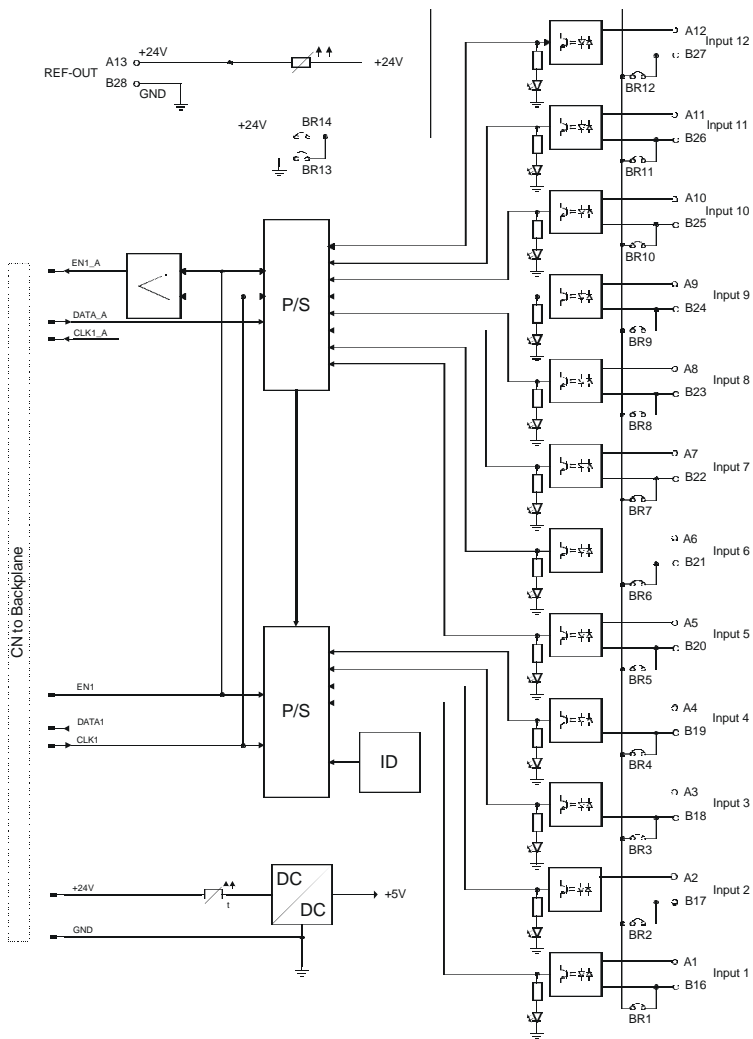 A12
+24V
Input 12
A13
+24V
REF-OUT
B27
B28
GND
BR12
A11
+24V
BR14
Input 11
B26
BR13
BR11
A10
Input 10
B25
BR10
EN1_A
A9
Input 9
P/S
B24
DATA_A
CLK1_A
BR9
A8
Input 8
B23
BR8
A7
Input 7
B22
BR7
A6
Input 6
B21
BR6
CN to Backplane
A5
Input 5
B20
BR5
EN1
P/S
A4
Input 4
DATA1
B19
CLK1
BR4
ID
A3
Input 3
B18
BR3
A2
DC
+24V
Input 2
+5V
B17
t
DC
BR2
GND
A1
Input 1
B16
BR1